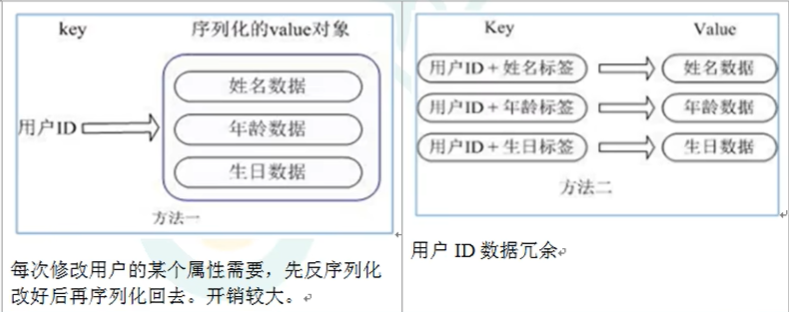 key
序列化的value对象
用户ID
姓名数据
年龄数据
生日数据
方法一
每次修改用户的某个属性需要，先反序列化
改好后再序列化回去。开销较大。
Key
Value
用户ID + 姓名标签
姓名数据
用户ID + 年龄标签
年龄数据
用户ID + 生日标签
生日数据
方法二
用户 ID 数据冗余